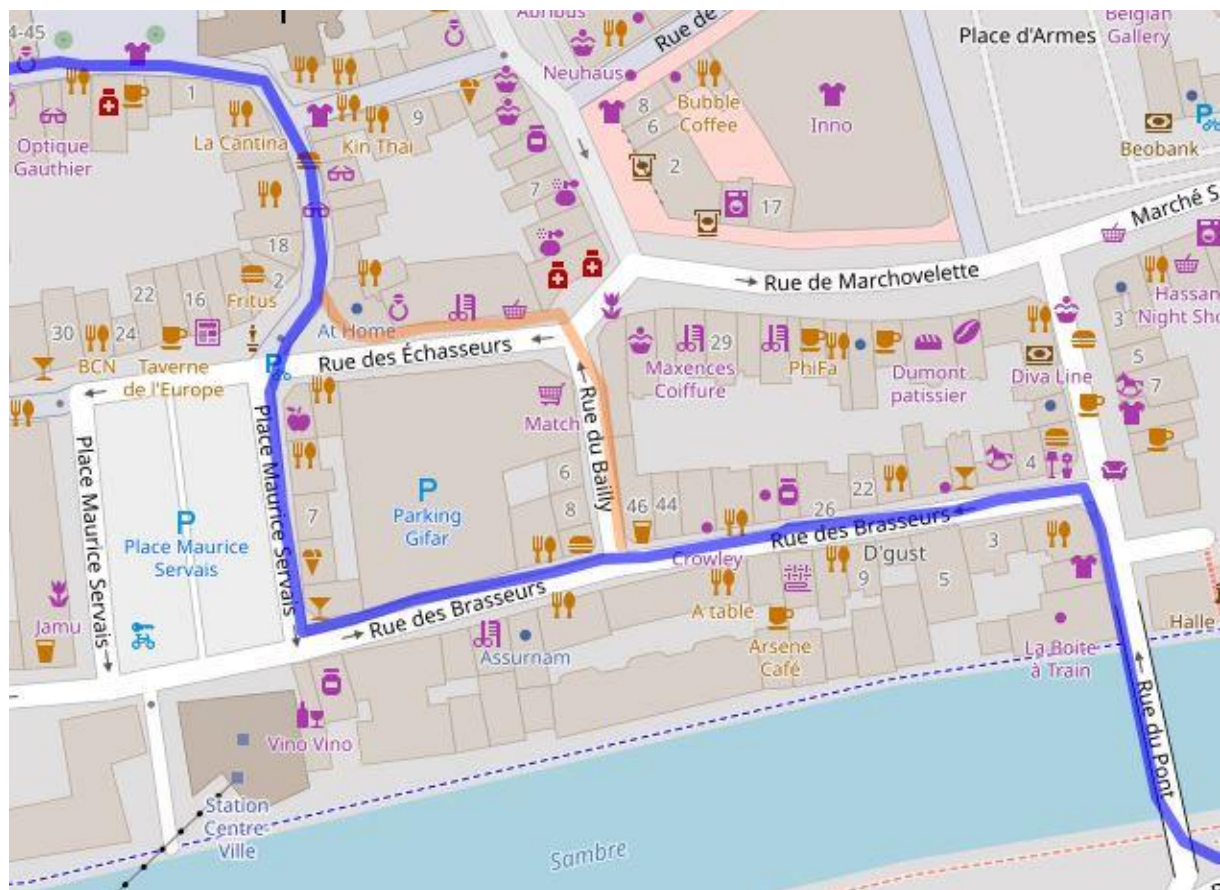 4-45
Abribus
Rue de
Neuhaus
Place d'Armes
Belgian
Gallery
1
La Cantina
Kin Thaï
9
8
6
2
Bubble
Coffee
Inno
Beobank
Optique
Gauthier
7
17
Marché S
18
2
Rue de Marchovelette
22
16
Fritus
At Home
30
24
BCN
Taverne
de l'Europe
Rue des Échasseurs
29
Maxences
Coiffure
PhiFa
Dumont
patissier
Diva Line
Hassan
Night Sho
3
5
7
Match
Place Maurice Servais
Place Maurice Servais
Rue du Bailly
6
8
7
P
Parking
Gifar
P
Place Maurice
Servais
46
44
26
22
4
Rue des Brasseurs
Crowley
D'gust
3
9
5
Jamu
Rue des Brasseurs
A table
Assurnam
Arsène
Café
La Boite
à Train
Halle
Rue du Pont
Vino Vino
Station
Centre-
Ville
Sambre